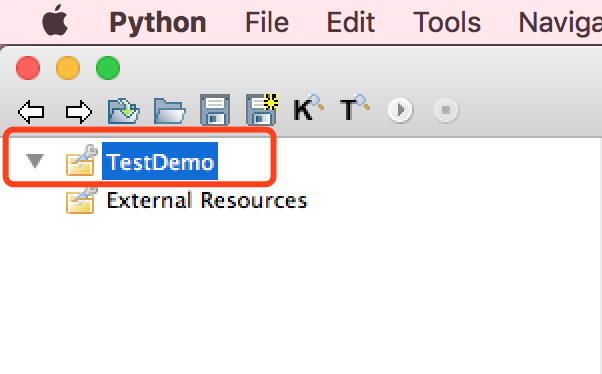 Python File Edit Tools Naviga
K T
TestDemo
External Resources